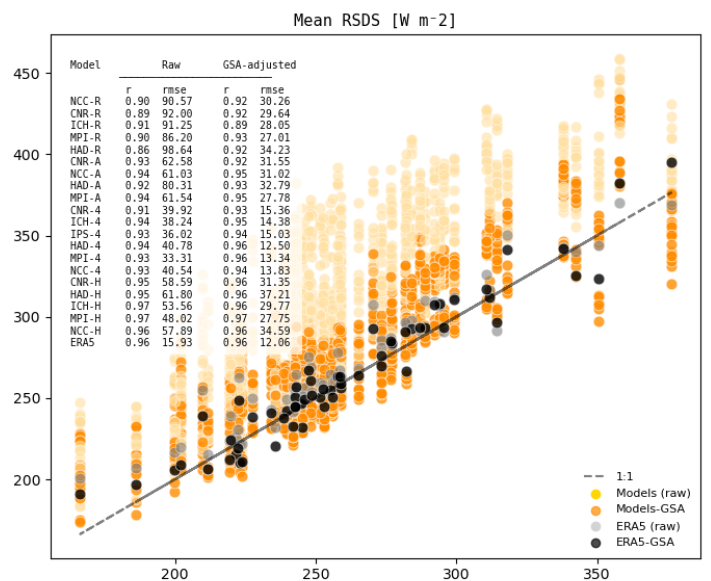 Mean RSDS [W m⁻2]
Model Raw GSA-adjusted
r rmse r rmse
NCC-R 0.90 90.57 0.92 30.26
CNR-R 0.89 92.00 0.92 29.64
ICH-R 0.91 91.25 0.89 28.05
MPI-R 0.90 86.20 0.93 27.01
HAD-R 0.86 98.64 0.92 34.23
CNR-A 0.93 62.58 0.92 31.55
NCC-A 0.94 61.03 0.95 31.02
HAD-A 0.92 80.31 0.93 32.79
MPI-A 0.94 61.54 0.95 27.78
CNR-4 0.91 39.92 0.93 15.36
ICH-4 0.94 38.24 0.95 14.38
IPS-4 0.93 36.02 0.94 15.03
HAD-4 0.94 40.78 0.96 12.50
MPI-4 0.93 33.31 0.96 13.34
NCC-4 0.93 40.54 0.94 13.83
CNR-H 0.95 58.59 0.96 31.35
HAD-H 0.95 61.80 0.96 37.21
ICH-H 0.97 53.56 0.96 29.77
MPI-H 0.97 48.02 0.97 27.75
NCC-H 0.96 57.89 0.96 34.59
ERA5 0.96 15.93 0.96 12.06
450
400
350
300
250
200
1:1
Models (raw)
Models-GSA
ERA5 (raw)
ERA5-GSA
200 250 300 350